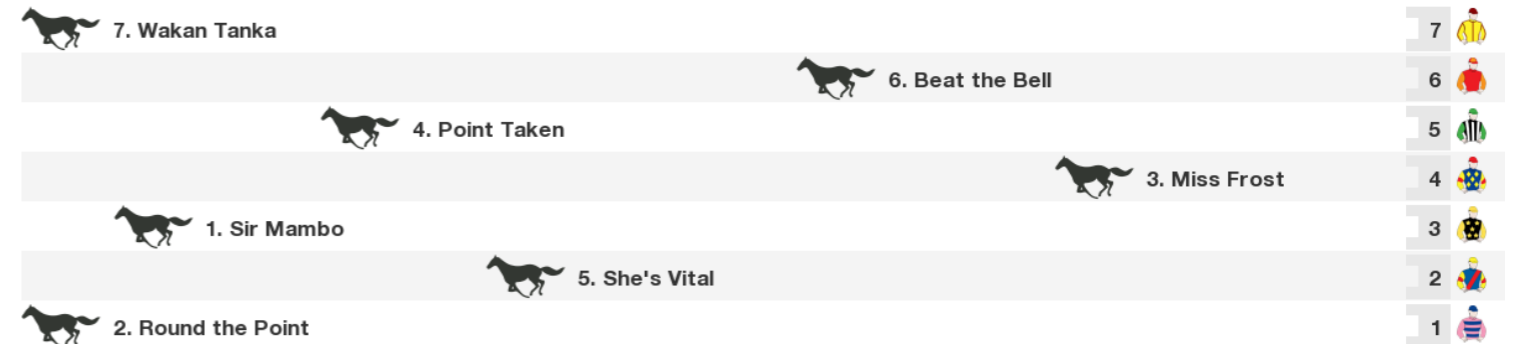 7. Wakan Tanka 7
6. Beat the Bell 6
4. Point Taken 5
3. Miss Frost 4
1. Sir Mambo 3
5. She's Vital 2
2. Round the Point 1